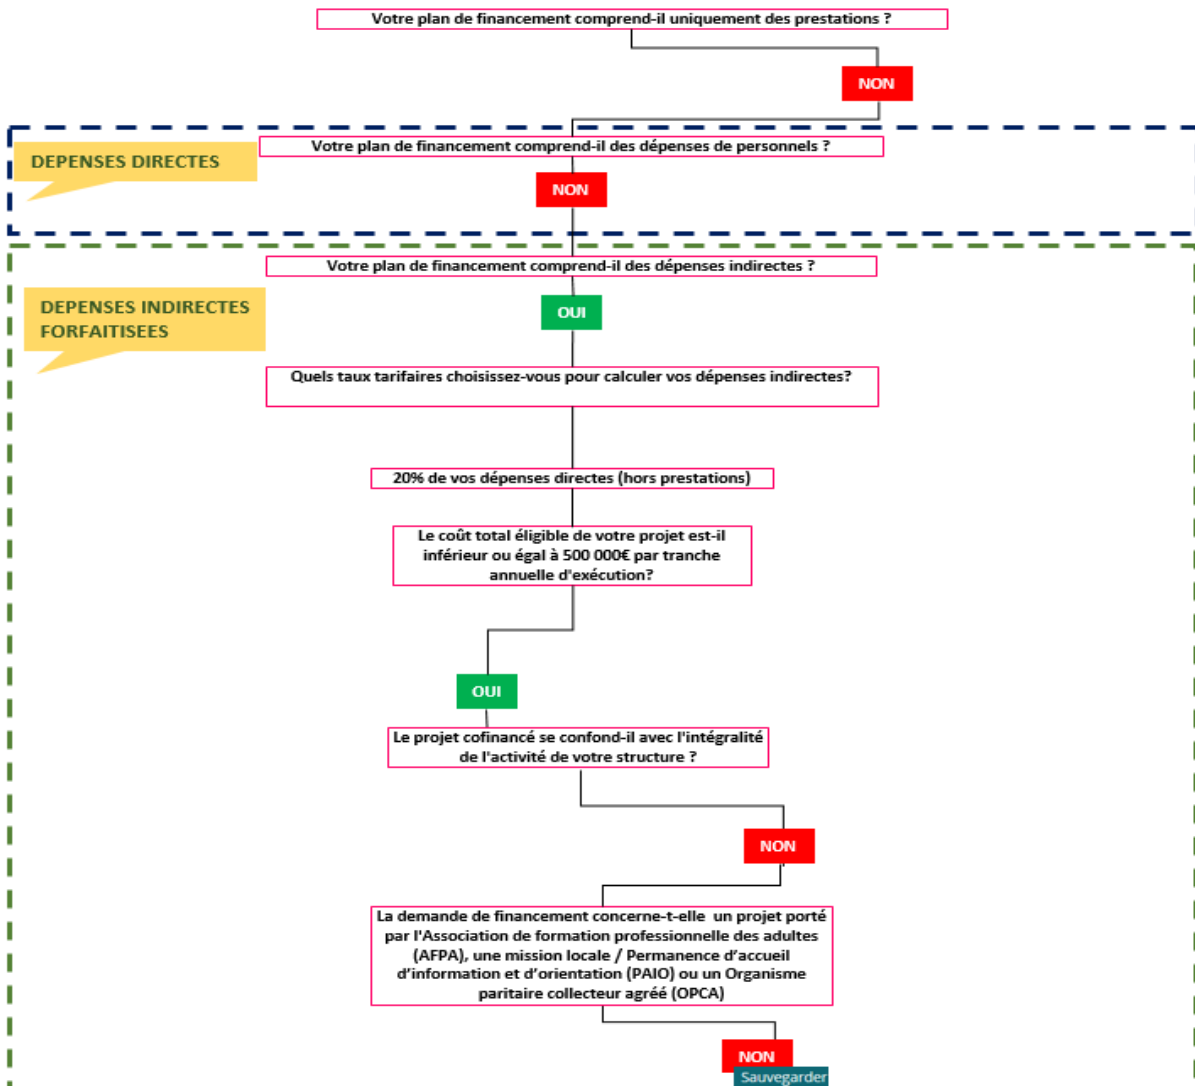 Votre plan de financement comprend-il uniquement des prestations ?
NON
DEPENSES DIRECTES
Votre plan de financement comprend-il des dépenses de personnels ?
NON
Votre plan de financement comprend-il des dépenses indirectes ?
DEPENSES INDIRECTES
FORFAITISEES
OUI
Quels taux tarifaires choisissez-vous pour calculer vos dépenses indirectes?
20% de vos dépenses directes (hors prestations)
Le coût total éligible de votre projet est-il
inférieur ou égal à 500 000€ par tranche
annuelle d'exécution?
OUI
Le projet cofinancé se confond-il avec l'intégralité
de l'activité de votre structure ?
NON
La demande de financement concerne-t-elle un projet porté
par l'Association de formation professionnelle des adultes
(AFPA), une mission locale / Permanence d’accueil
d’information et d’orientation (PAIO) ou un Organisme
paritaire collecteur agréé (OPCA)
NON
Sauvegarder